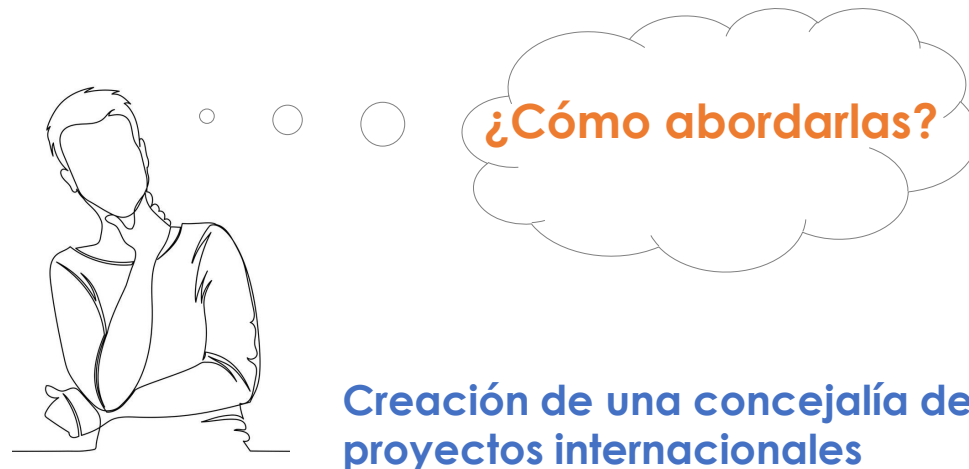 ¿Cómo abordarlas?
Creación de una concejalía de
proyectos internacionales